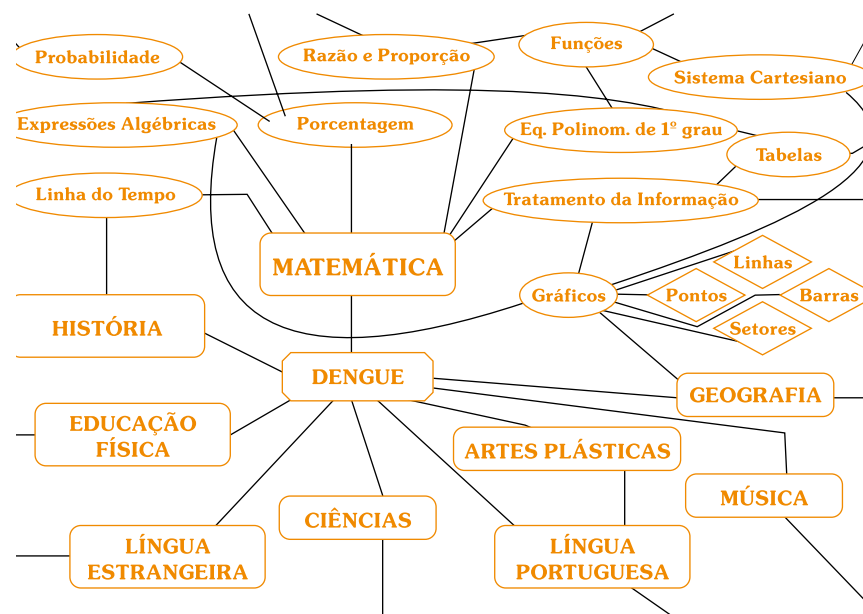 Probabilidade
Razão e Proporção
Funções
Sistema Cartesiano
Expressões Algébricas
Porcentagem
Eq. Polinom. de 1º grau
Tabelas
Linha do Tempo
Tratamento da Informação
MATEMÁTICA
Linhas
Gráficos
Pontos
Barras
Setores
HISTÓRIA
DENGUE
GEOGRAFIA
EDUCAÇÃO
FÍSICA
ARTES PLÁSTICAS
MÚSICA
CIÊNCIAS
LÍNGUA
ESTRANGEIRA
LÍNGUA
PORTUGUESA